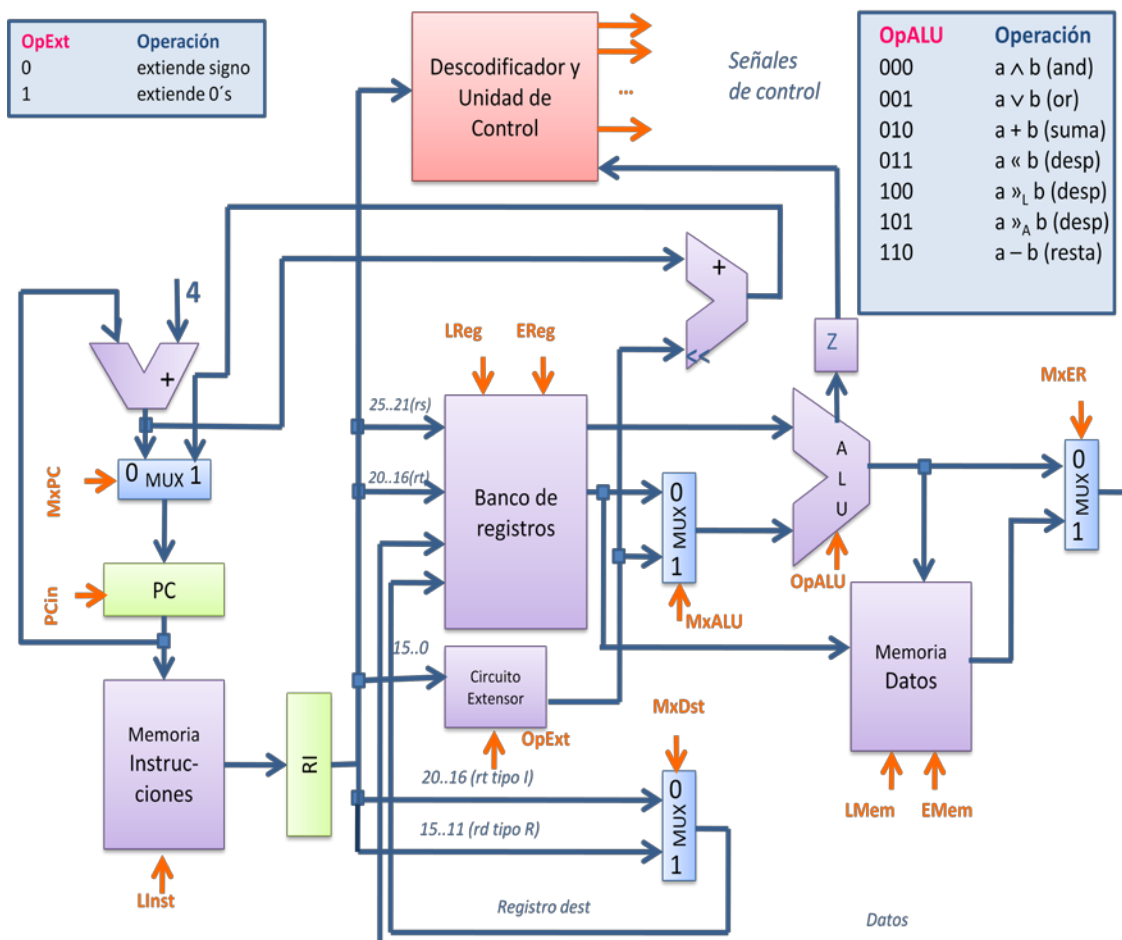 OpExt Operación
0 extiende signo
1 extiende 0´s
Descodificador y
Unidad de
Control
...
Señales
de control
OpALU Operación
000 a ∧ b (and)
001 a ∨ b (or)
010 a + b (suma)
011 a « b (desp)
100 a »L b (desp)
101 a »A b (desp)
110 a – b (resta)
4
+
+
<<
Z
LReg
EReg
MxER
25..21(rs)
20..16(rt)
Banco de
registros
0 MUX 1
MxPC
PC
PCin
0
MUX
1
MxALU
A
L
U
OpALU
0
MUX
1
15..0
Circuito
Extensor
OpExt
Memoria
Instruc-
ciones
LInst
RI
Memoria
Datos
LMem
EMem
MxDst
20..16 (rt tipo I)
15..11 (rd tipo R)
0
MUX
1
Registro dest
Datos